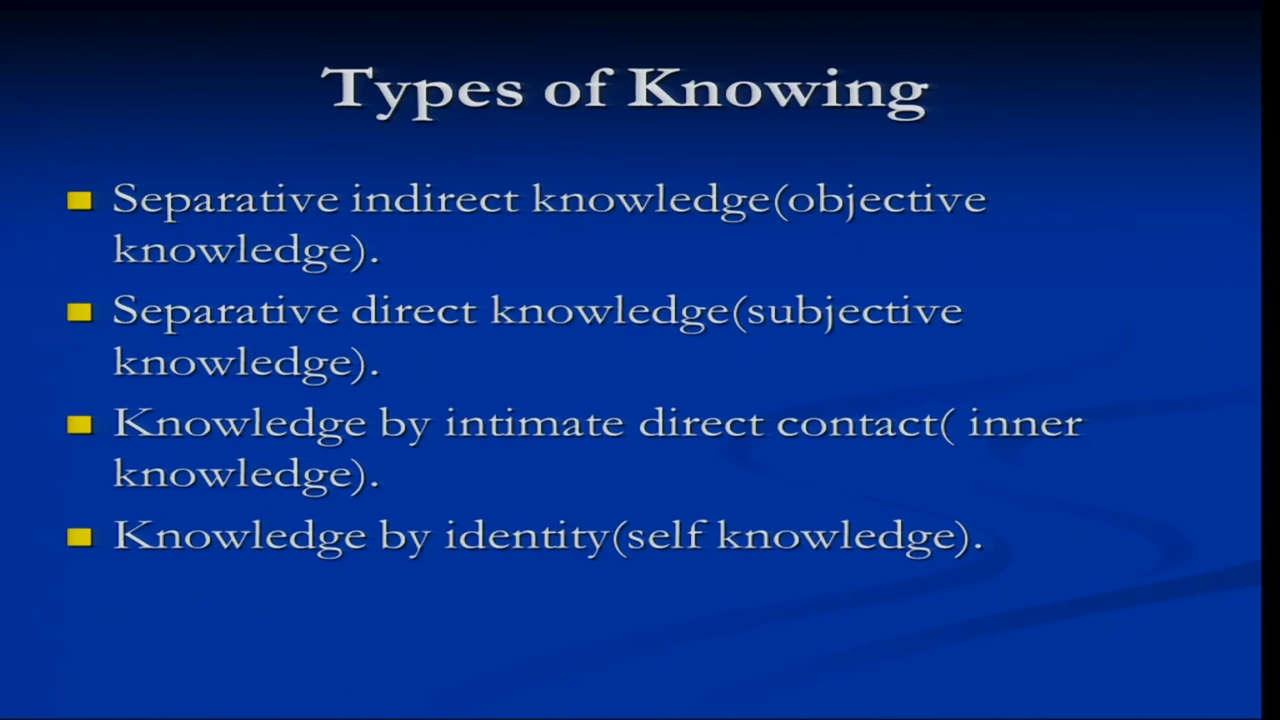 Types of Knowing
Separative indirect knowledge(objective
knowledge).
Separative direct knowledge(subjective
knowledge).
Knowledge by intimate direct contact( inner
knowledge).
Knowledge by identity(self knowledge).